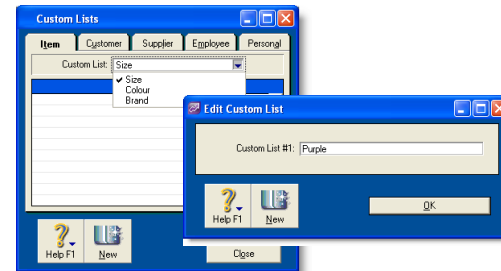 Custom Lists
Item Customer Supplier Employee Personal
Custom List: Size
Size
Colour
Brand
Edit Custom List
Custom List #1: Purple
Help F1 New OK
Help F1 New Close